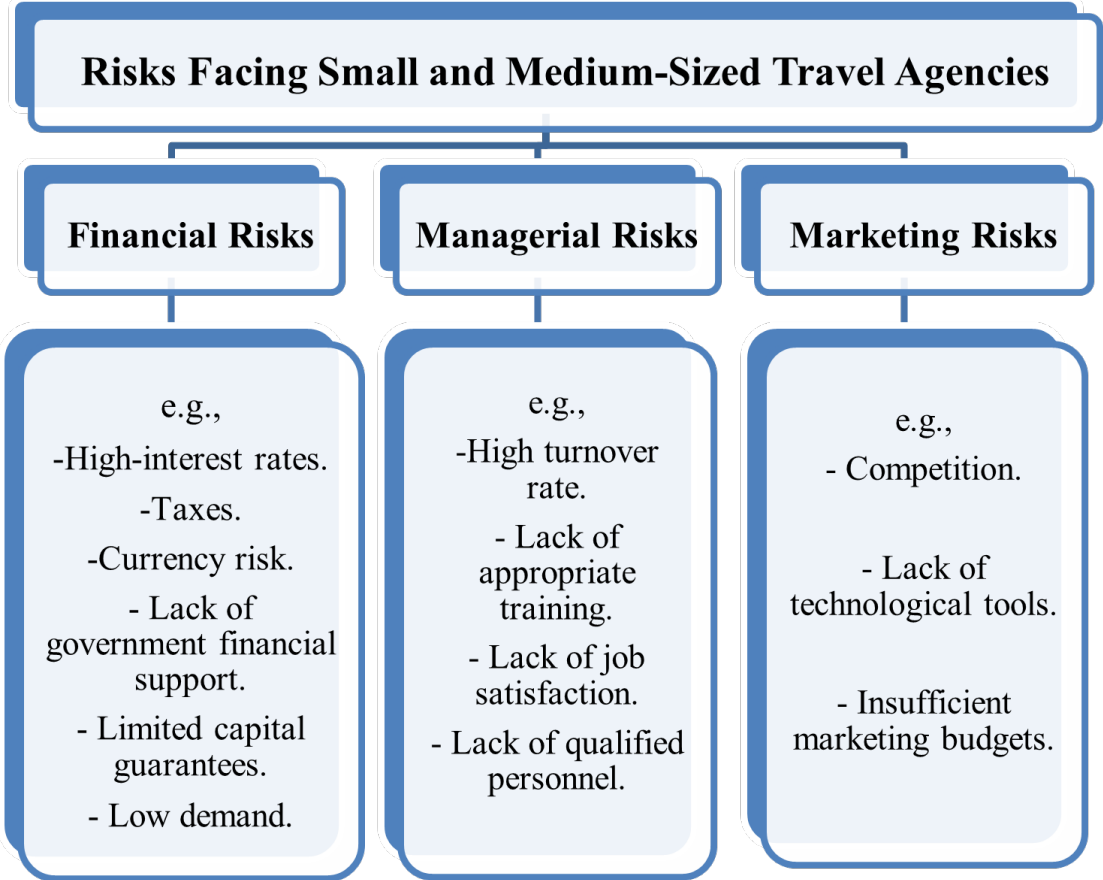 Risks Facing Small and Medium-Sized Travel Agencies
Financial Risks
Managerial Risks
Marketing Risks
e.g.,
-High-interest rates.
-Taxes.
-Currency risk.
- Lack of
government financial
support.
- Limited capital
guarantees.
- Low demand.
e.g.,
-High turnover
rate.
- Lack of
appropriate
training.
- Lack of job
satisfaction.
- Lack of qualified
personnel.
e.g.,
- Competition.
- Lack of
technological tools.
- Insufficient
marketing budgets.